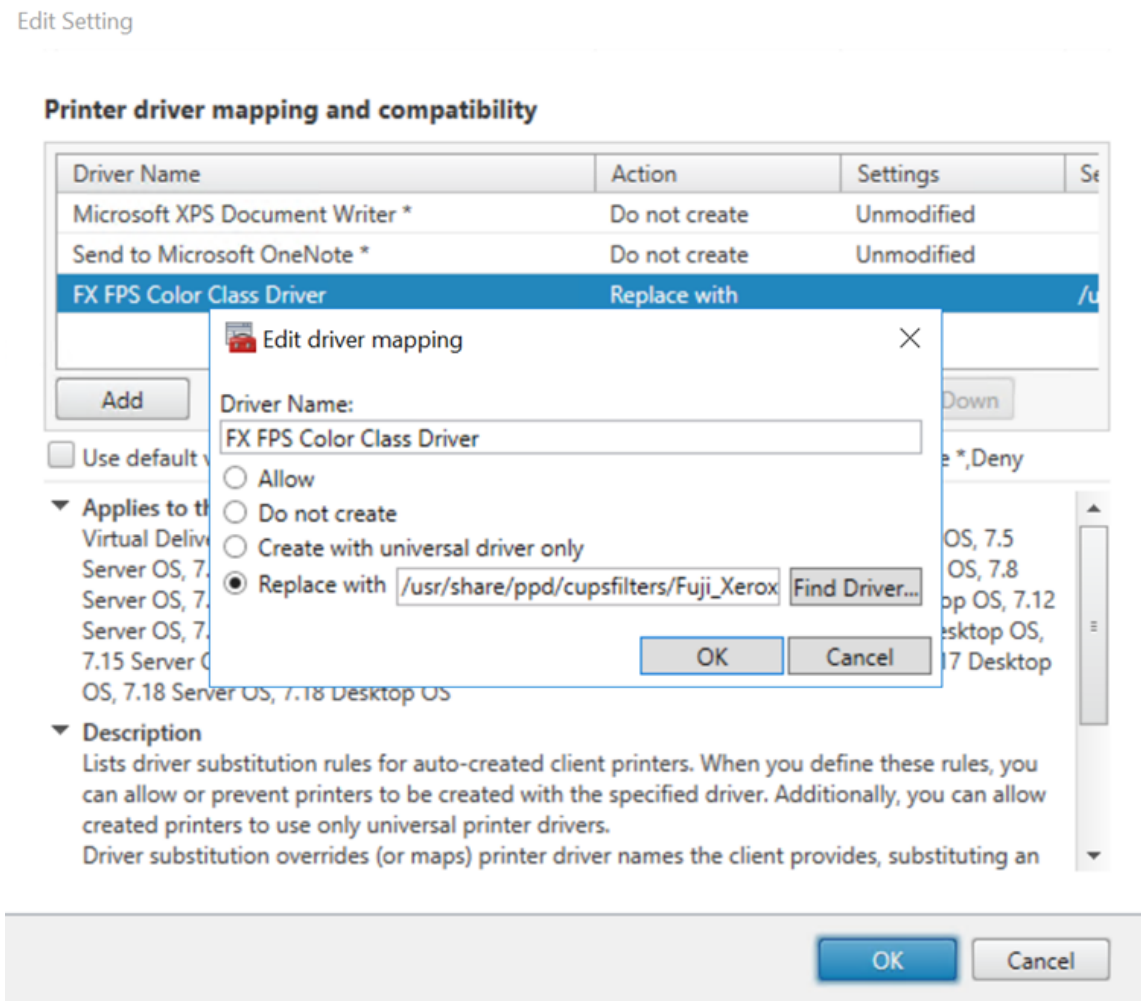 Edit Setting
Printer driver mapping and compatibility
Driver Name Action Settings
Microsoft XPS Document Writer * Do not create Unmodified
Send to Microsoft OneNote * Do not create Unmodified
FX FPS Color Class Driver Replace with /u
Edit driver mapping
Add
Driver Name:
Down
FX FPS Color Class Driver
Use default e *,Deny
Allow
Applies to
Do not create
Virtual OS, 7.5
Create with universal driver only
Server OS, 7. OS, 7.8
Replace with /usr/share/ppd/cupsfilters/Fuji_Xerox Find Driver...
Server OS, 7. OS, 7.12
Server OS, 7. OS,
OK Cancel
7.15 Server 17 Desktop
OS, 7.18 Server OS, 7.18 Desktop OS
Description
Lists driver substitution rules for auto-created client printers. When you define these rules, you
can allow or prevent printers to be created with the specified driver. Additionally, you can allow
created printers to use only universal printer drivers.
Driver substitution overrides (or maps) printer driver names the client provides, substituting an
OK Cancel